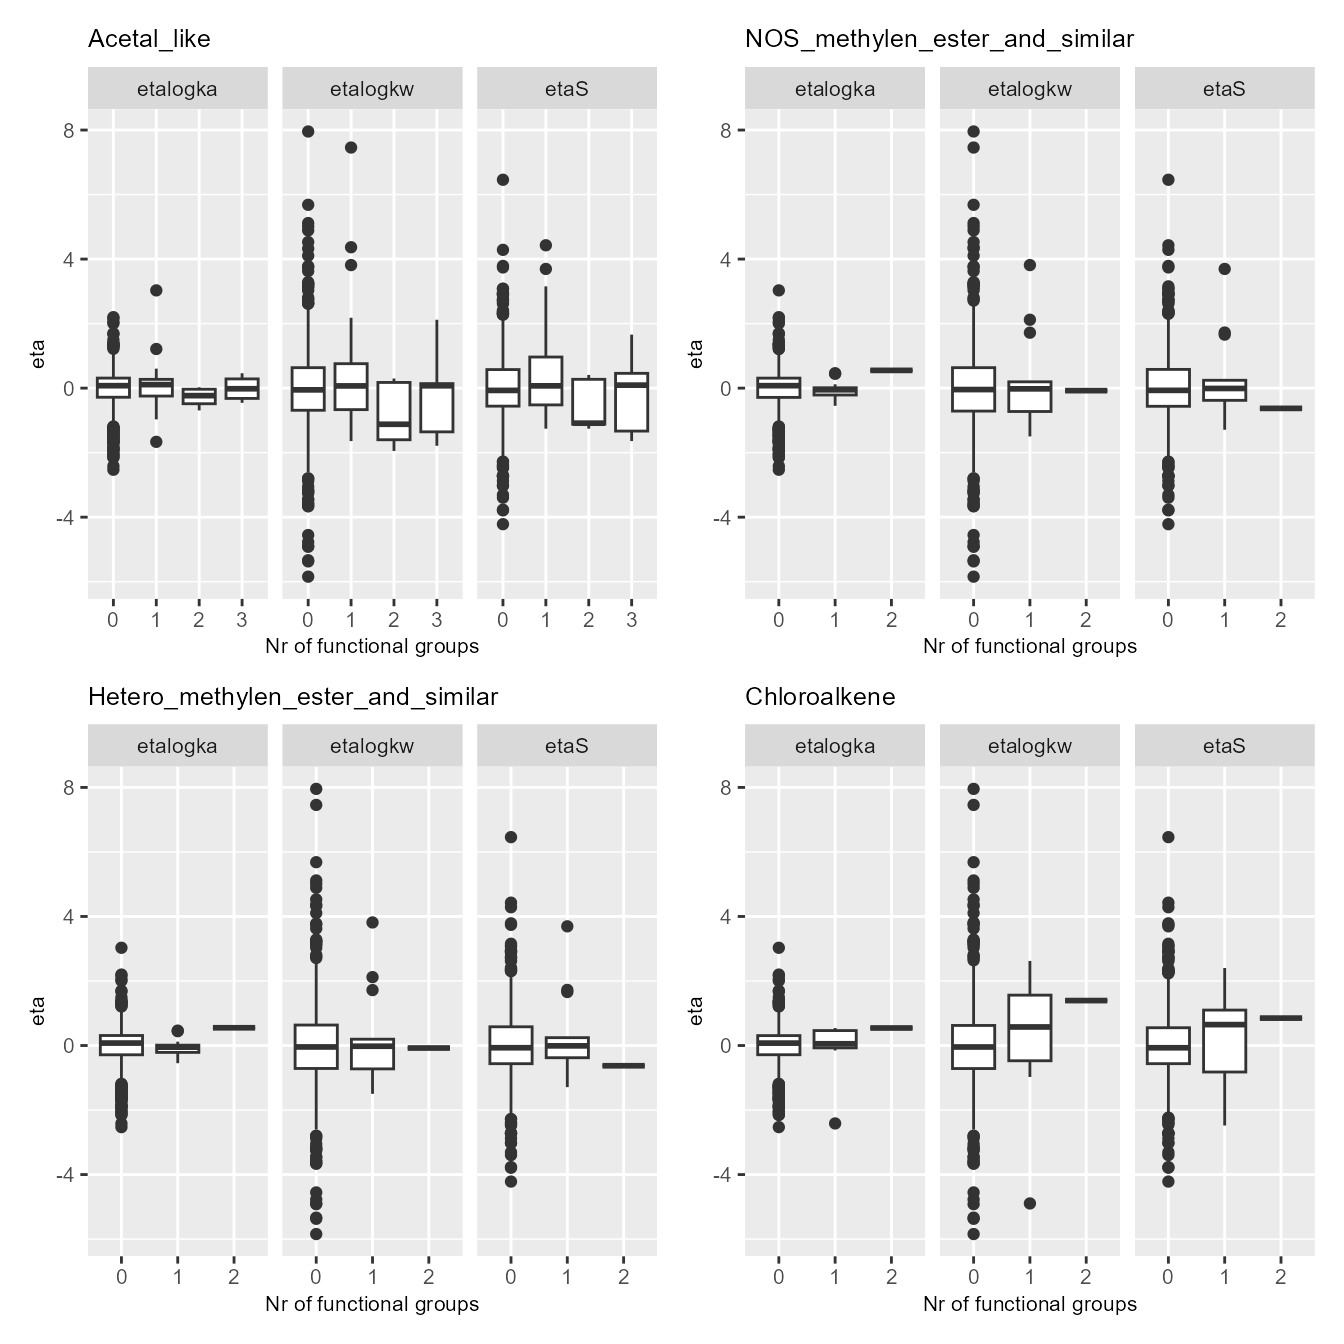 Acetal_like
etalogka etalogkw etaS
eta
8
4
0
-4
0 1 2 3 0 1 2 3 0 1 2 3
Nr of functional groups
NOS_methylen_ester_and_similar
etalogka etalogkw etaS
eta
8
4
0
-4
0 1 2 0 1 2 0 1 2
Nr of functional groups
Hetero_methylen_ester_and_similar
etalogka etalogkw etaS
eta
8
4
0
-4
0 1 2 0 1 2 0 1 2
Nr of functional groups
Chloroalkene
etalogka etalogkw etaS
eta
8
4
0
-4
0 1 2 0 1 2 0 1 2
Nr of functional groups